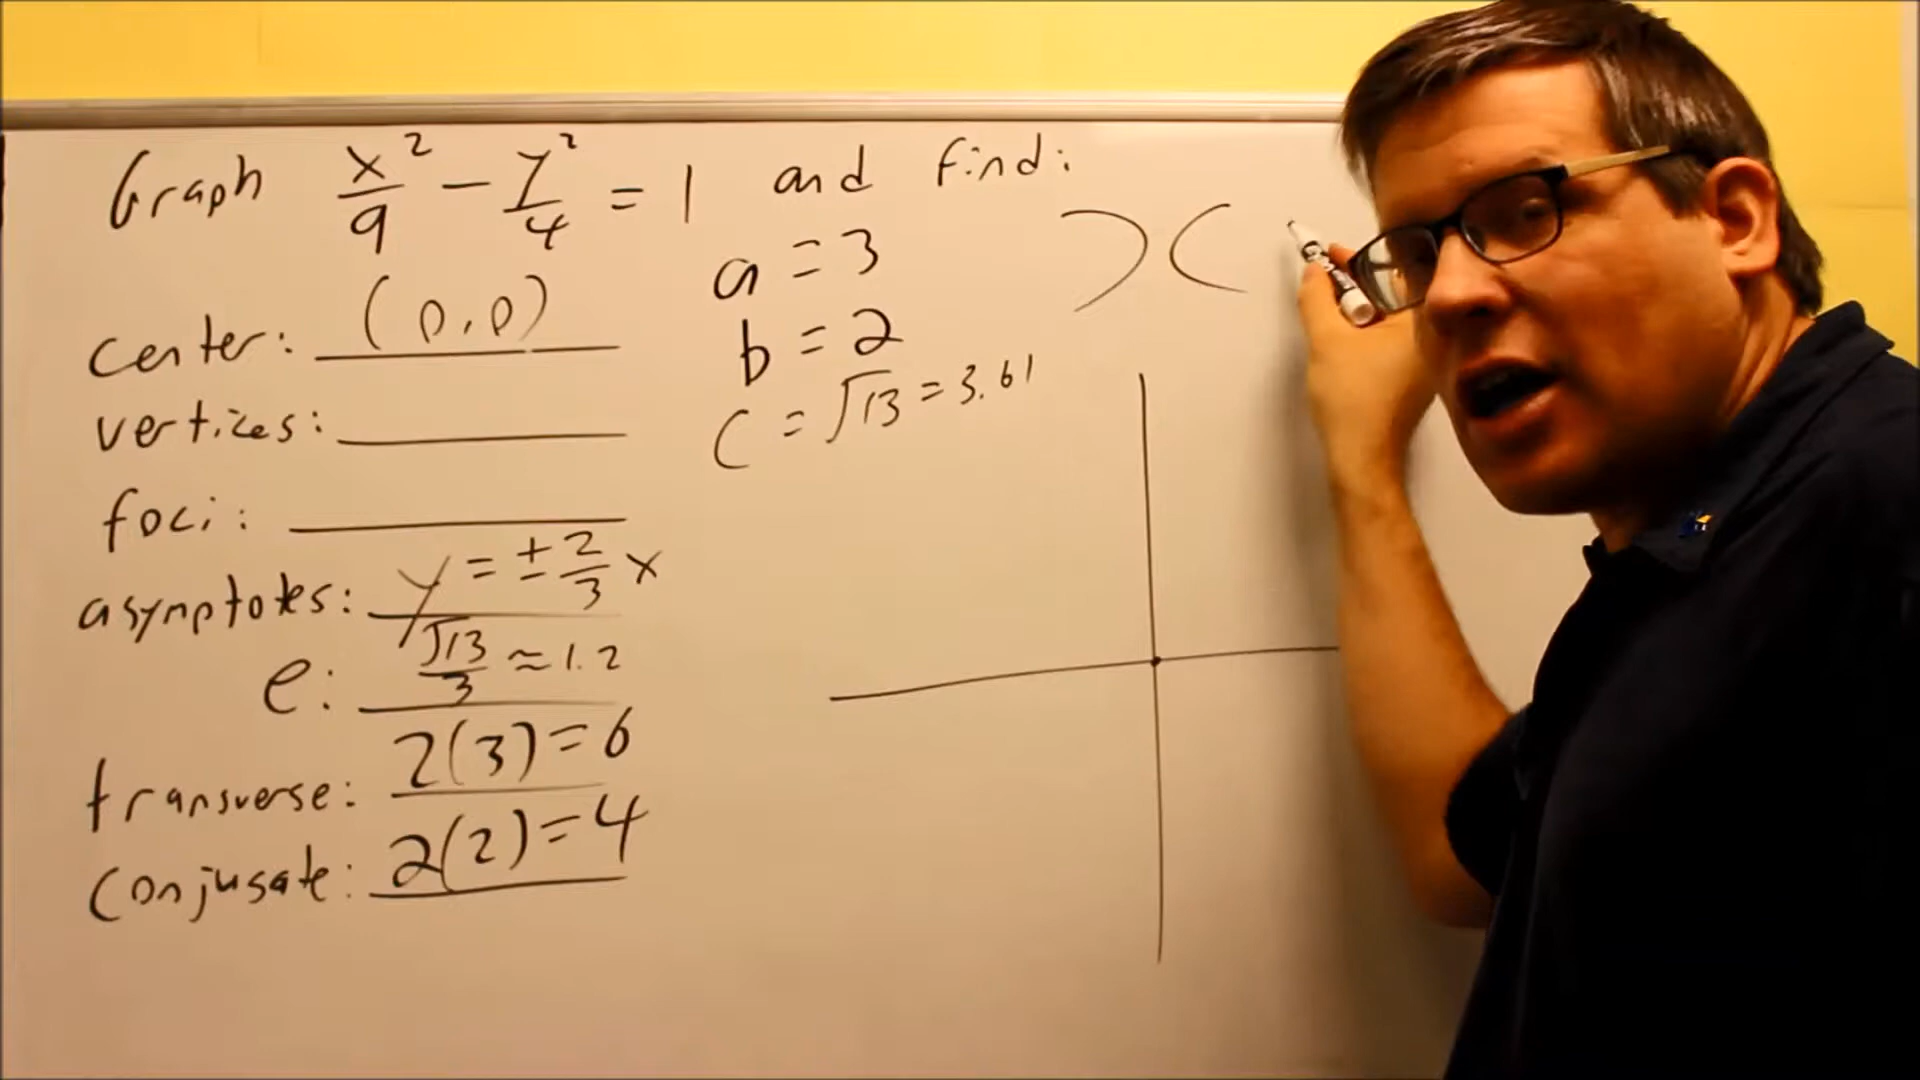 Graph x²/9 - y²/4 = 1 and find:
a = 3
center: (0,0)
b = 2
c = √13 = 3.61
vertices:
foci:
asymptotes: y = ± 2/3 x
e: √13/3 ≈ 1.2
transverse: 2(3) = 6
conjugate: 2(2) = 4